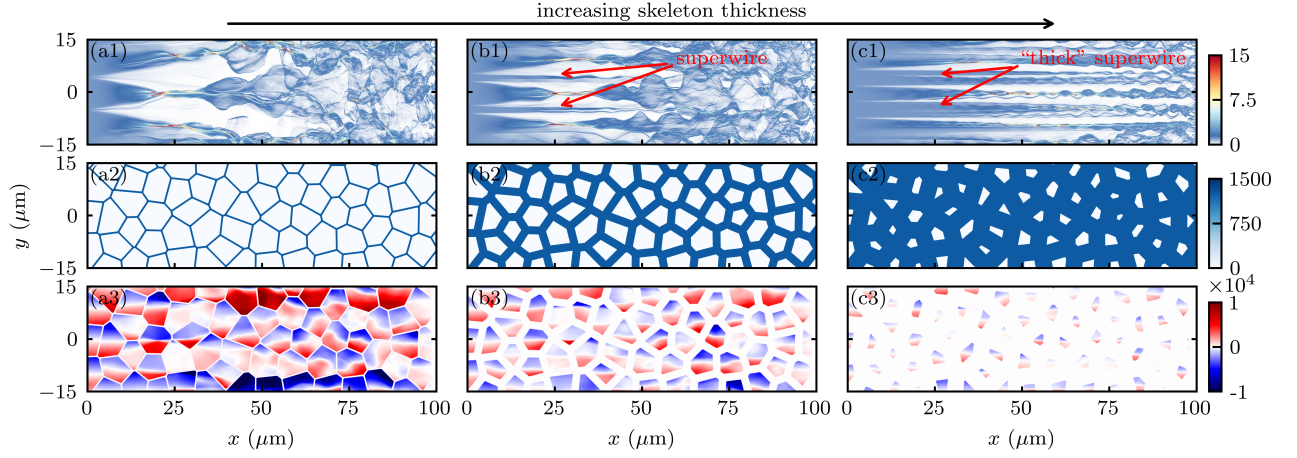 increasing skeleton thickness
15
0
−15
(a1)
(b1)
superwire
(c1)
“thick” superwire
15
7.5
0
15
0
−15
(a2)
(b2)
(c2)
1500
750
0
y (μm)
15
0
−15
(a3)
(b3)
(c3)
×10⁴
1
0
-1
0 25 50 75 100 0 25 50 75 100 0 25 50 75 100
x (μm) x (μm) x (μm)